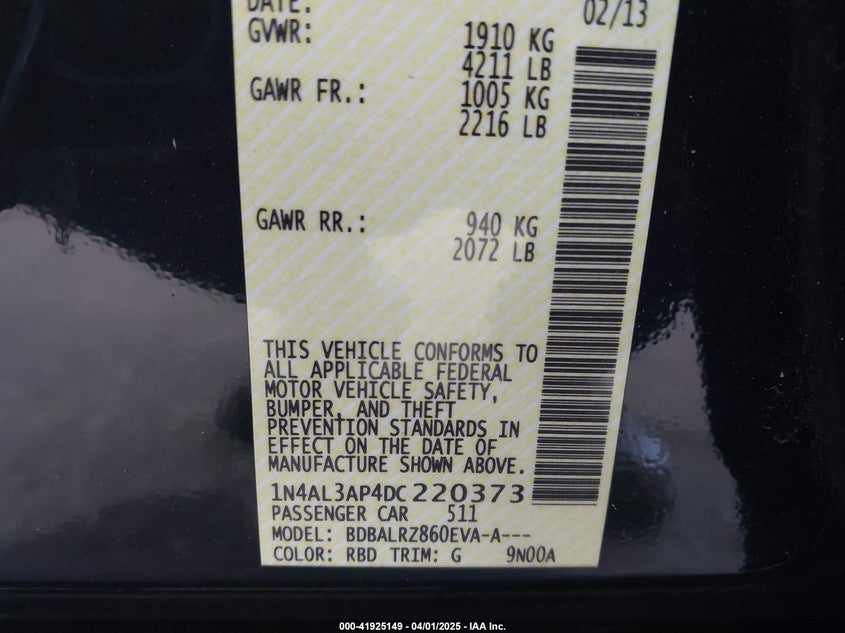 DATE: 02/13
GVWR: 1910 KG
4211 LB
GAWR FR.: 1005 KG
2216 LB
GAWR RR.: 940 KG
2072 LB
THIS VEHICLE CONFORMS TO
ALL APPLICABLE FEDERAL
MOTOR VEHICLE SAFETY,
BUMPER, AND THEFT
PREVENTION STANDARDS IN
EFFECT ON THE DATE OF
MANUFACTURE SHOWN ABOVE.
1N4AL3AP4DC220373
PASSENGER CAR 511
MODEL: BDBALRZ860EVA-A---
COLOR: RBD TRIM: G 9N00A
000-41925149 - 04/01/2025 - IAA Inc.